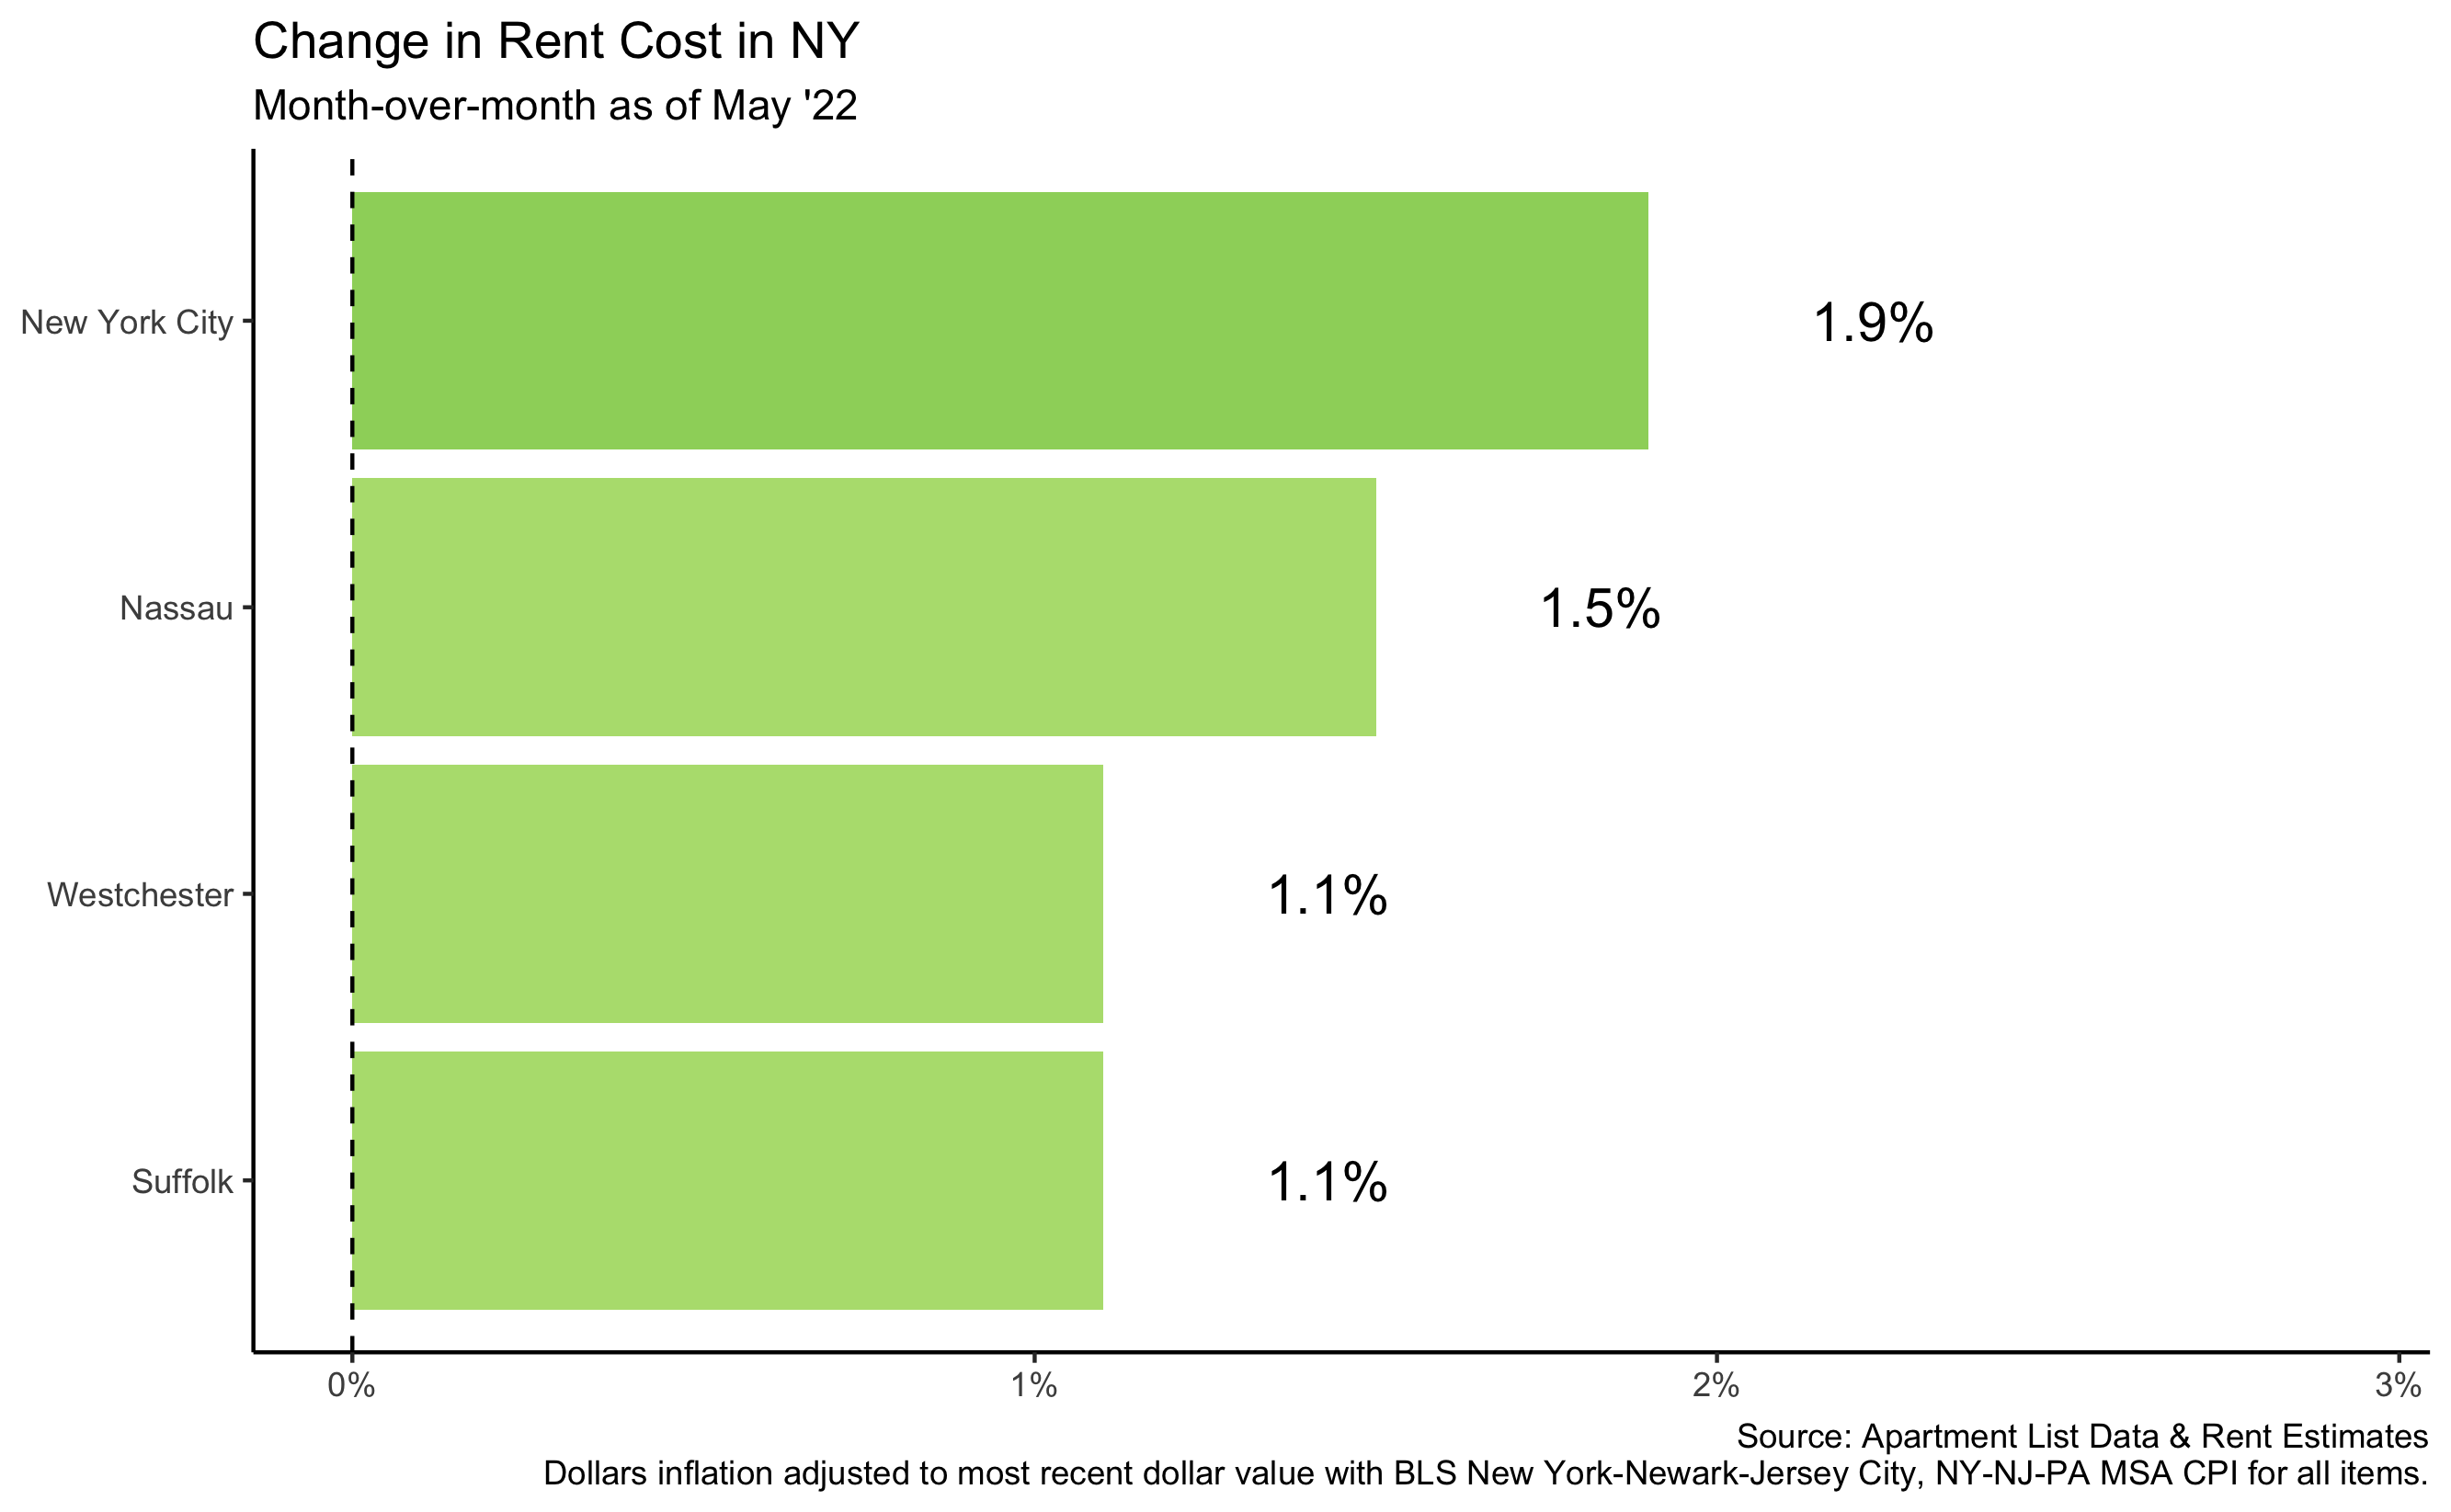 Change in Rent Cost in NY
Month-over-month as of May '22
New York City
1.9%
Nassau
1.5%
Westchester
1.1%
Suffolk
1.1%
0%
1%
2%
3%
Source: Apartment List Data & Rent Estimates
Dollars inflation adjusted to most recent dollar value with BLS New York-Newark-Jersey City, NY-NJ-PA MSA CPI for all items.